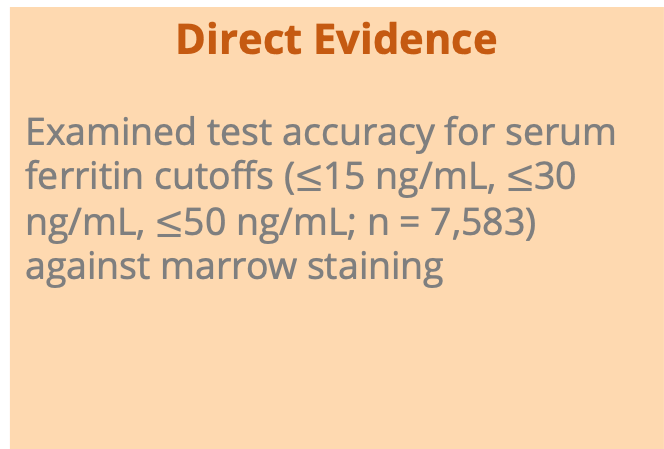 Direct Evidence
Examined test accuracy for serum
ferritin cutoffs (≤15 ng/mL, ≤30
ng/mL, ≤50 ng/mL; n = 7,583)
against marrow staining